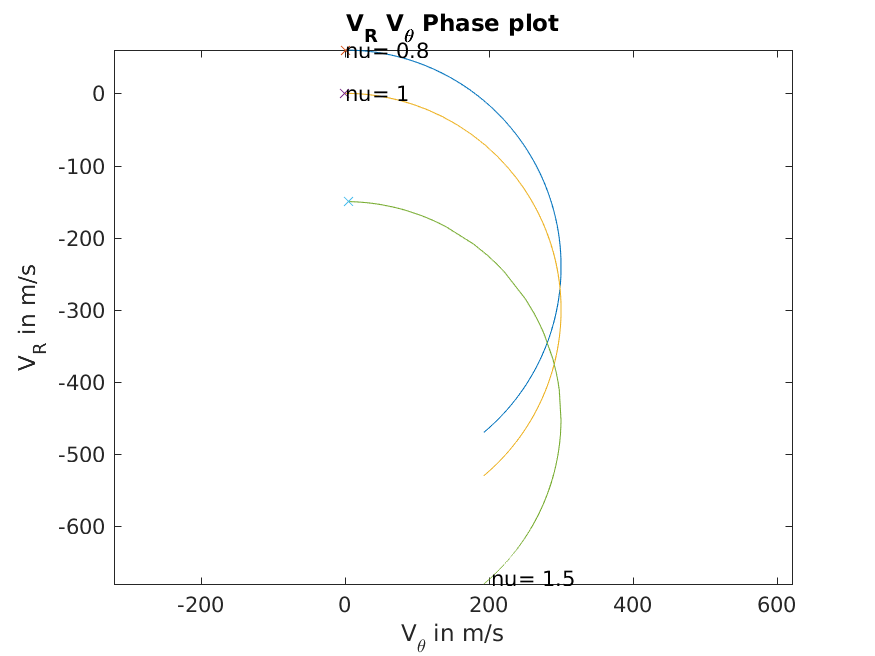 V_R V_θ Phase plot
nu= 0.8
0
nu= 1
-100
-200
-300
-400
-500
-600
nu= 1.5
V_R in m/s
-200 0 200 400 600
V_θ in m/s